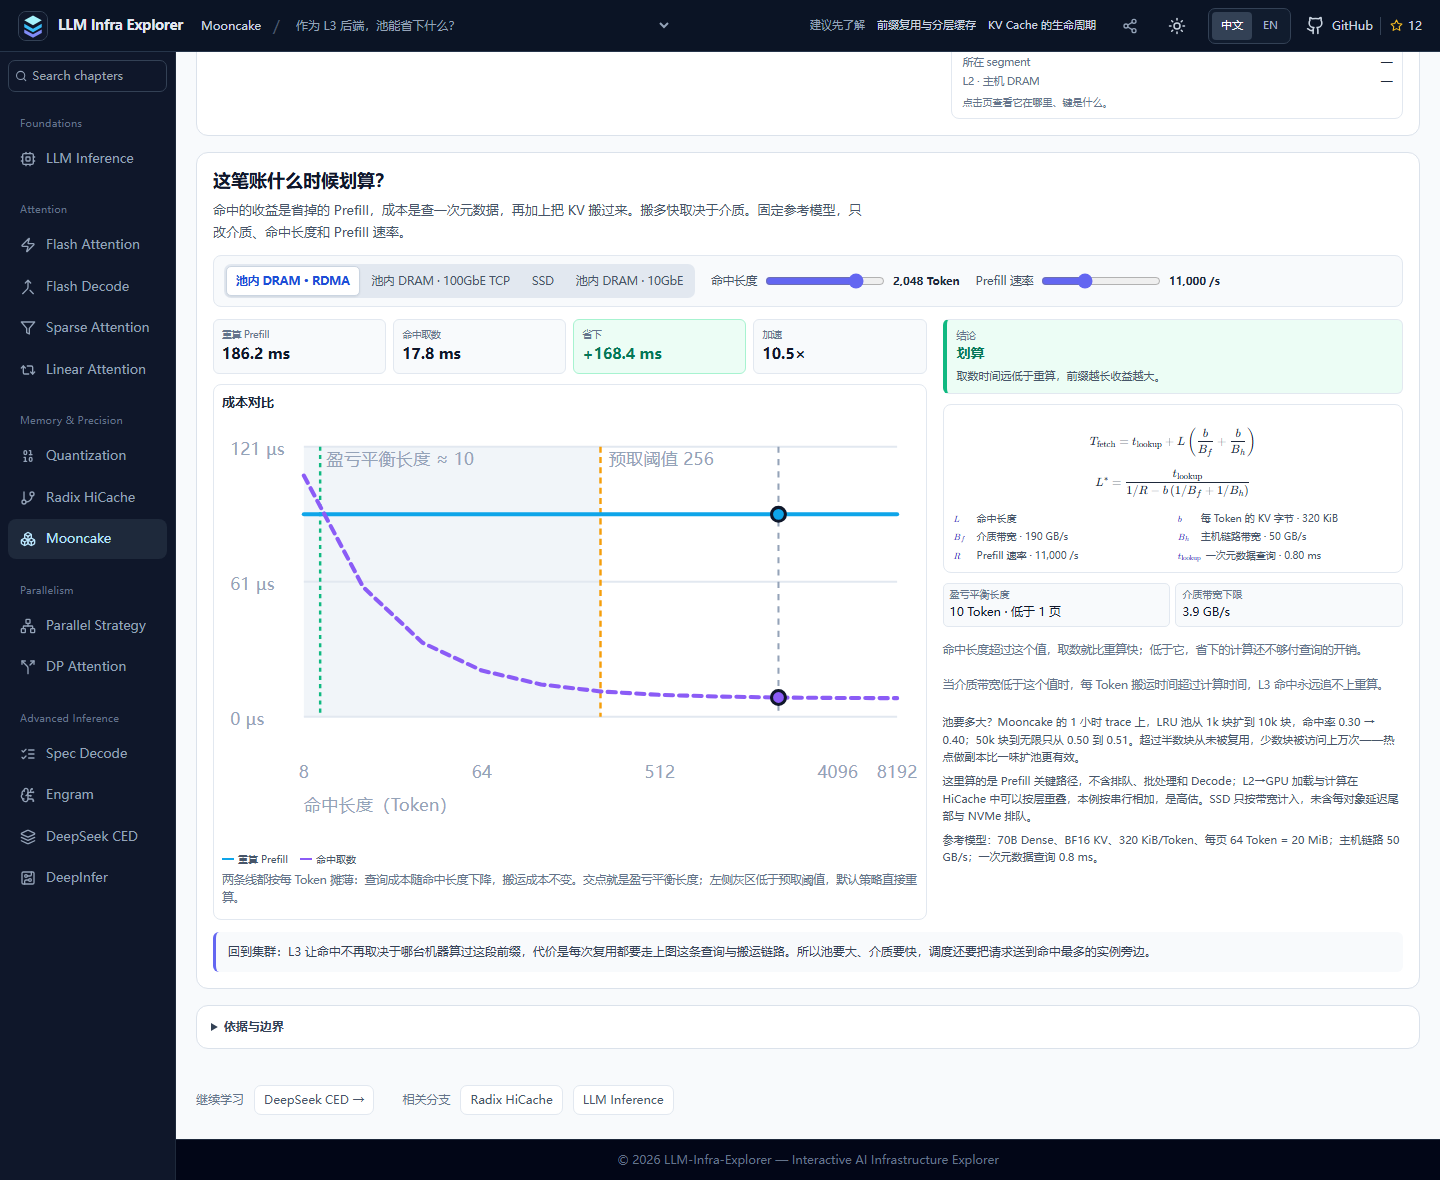 LLM Infra Explorer
Mooncake / 作为 L3 后端，池能省下什么？
建议先了解 前缀复用与分层缓存 KV Cache 的生命周期
中文 EN
GitHub
12
Search chapters
Foundations
LLM Inference
Attention
Flash Attention
Flash Decode
Sparse Attention
Linear Attention
Memory & Precision
Quantization
Radix HiCache
Mooncake
Parallelism
Parallel Strategy
DP Attention
Advanced Inference
Spec Decode
Engram
DeepSeek CED
DeepInfer
所在 segment —
L2 · 主机 DRAM —
点击页查看它在哪里、键是什么。
这笔账什么时候划算？
命中的收益是省掉的 Prefill，成本是查一次元数据，再加上把 KV 搬过来。搬多快取决于介质。固定参考模型，只
改介质、命中长度和 Prefill 速率。
池内 DRAM · RDMA 池内 DRAM · 100GbE TCP SSD 池内 DRAM · 10GbE 命中长度 2,048 Token Prefill 速率 11,000 /s
重算 Prefill
186.2 ms
命中取数
17.8 ms
省下
+168.4 ms
加速
10.5×
成本对比
121 μs
盈亏平衡长度 ≈ 10
预取阈值 256
61 μs
0 μs
8 64 512 4096 8192
命中长度（Token）
重算 Prefill 命中取数
两条线都按每 Token 摊薄：查询成本随命中长度下降，搬运成本不变。交点就是盈亏平衡长度；左侧灰区低于预取阈值，默认策略直接重
算。
结论
划算
取数时间远低于重算，前缀越长收益越大。
T_fetch = t_lookup + L ( b / B_f + b / B_h )
L* = t_lookup / ( 1/R − b (1/B_f + 1/B_h) )
L 命中长度 b 每 Token 的 KV 字节 · 320 KiB
B_f 介质带宽 · 190 GB/s B_h 主机链路带宽 · 50 GB/s
R Prefill 速率 · 11,000 /s t_lookup 一次元数据查询 · 0.80 ms
盈亏平衡长度
10 Token · 低于 1 页
介质带宽下限
3.9 GB/s
命中长度超过这个值，取数就比重算快；低于它，省下的计算还不够付查询的开销。
当介质带宽低于这个值时，每 Token 搬运时间超过计算时间，L3 命中永远追不上重算。
池要多大？Mooncake 的 1 小时 trace 上，LRU 池从 1k 块扩到 10k 块，命中率 0.30 →
0.40；50k 块到无限只从 0.50 到 0.51。超过半数块从未被复用，少数块被访问上万次——热
点做副本比一味扩池更有效。
这里算的是 Prefill 关键路径，不含排队、批处理和 Decode；L2→GPU 加载与计算在
HiCache 中可以按层重叠，本例按串行相加，是高估。SSD 只按带宽计入，未含每对象延迟尾
部与 NVMe 排队。
参考模型：70B Dense、BF16 KV、320 KiB/Token、每页 64 Token = 20 MiB；主机链路 50
GB/s；一次元数据查询 0.8 ms。
回到集群：L3 让命中不再取决于哪台机器算过这段前缀，代价是每次复用都要走上图这条查询与搬运链路。所以池要大、介质要快，调度还要把请求送到命中最多的实例旁边。
▶ 依据与边界
继续学习 DeepSeek CED → 相关分支 Radix HiCache LLM Inference
© 2026 LLM-Infra-Explorer — Interactive AI Infrastructure Explorer